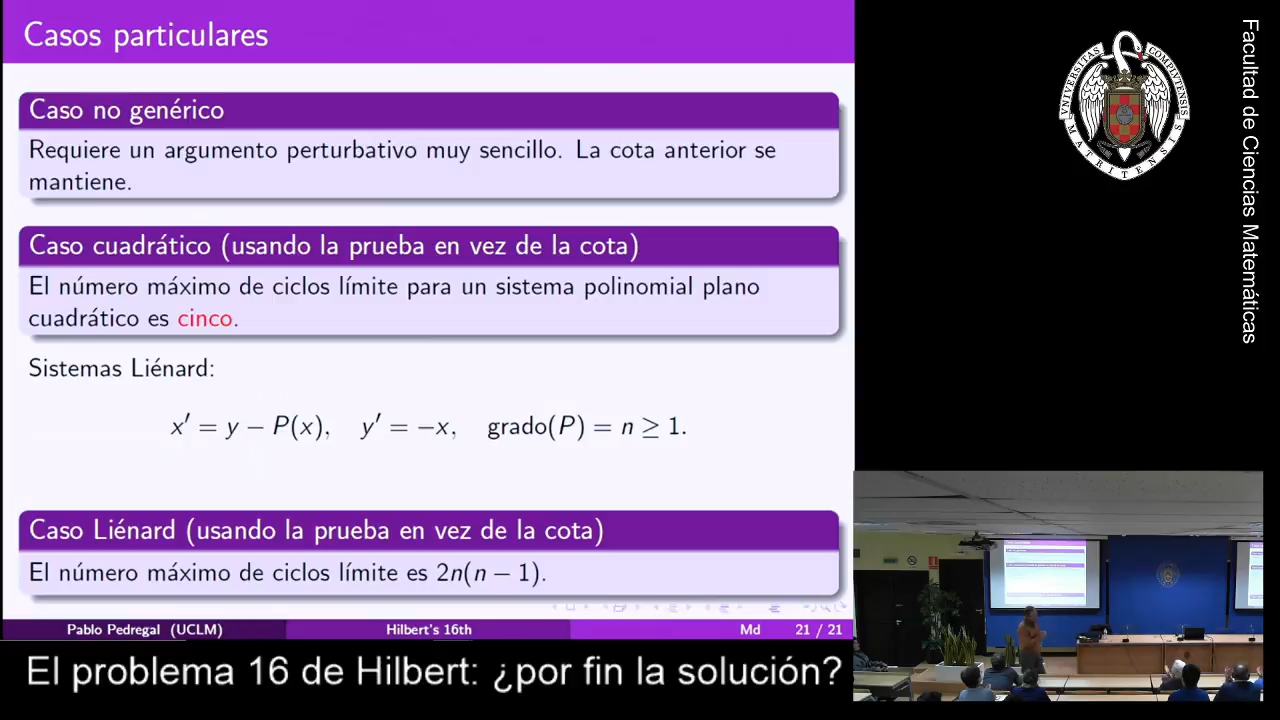 Casos particulares
Caso no genérico
Requiere un argumento perturbativo muy sencillo. La cota anterior se
mantiene.
Caso cuadrático (usando la prueba en vez de la cota)
El número máximo de ciclos límite para un sistema polinomial plano
cuadrático es cinco.
Sistemas Liénard:
x′ = y − P(x), y′ = −x, grado(P) = n ≥ 1.
Caso Liénard (usando la prueba en vez de la cota)
El número máximo de ciclos límite es 2n(n − 1).
Pablo Pedregal (UCLM) Hilbert's 16th Md 21 / 21
El problema 16 de Hilbert: ¿por fin la solución?
Facultad de Ciencias Matemáticas
VNIVERSITAS COMPLVTENSIS
MATRITENSIS